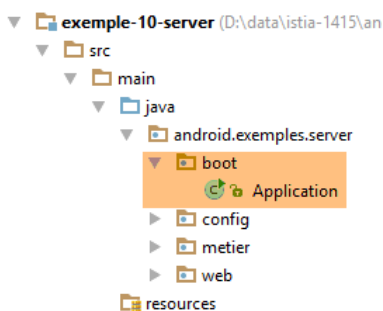 exemple-10-server (D:\data\istia-1415\an
src
main
java
android.exemples.server
boot
Application
config
metier
web
resources